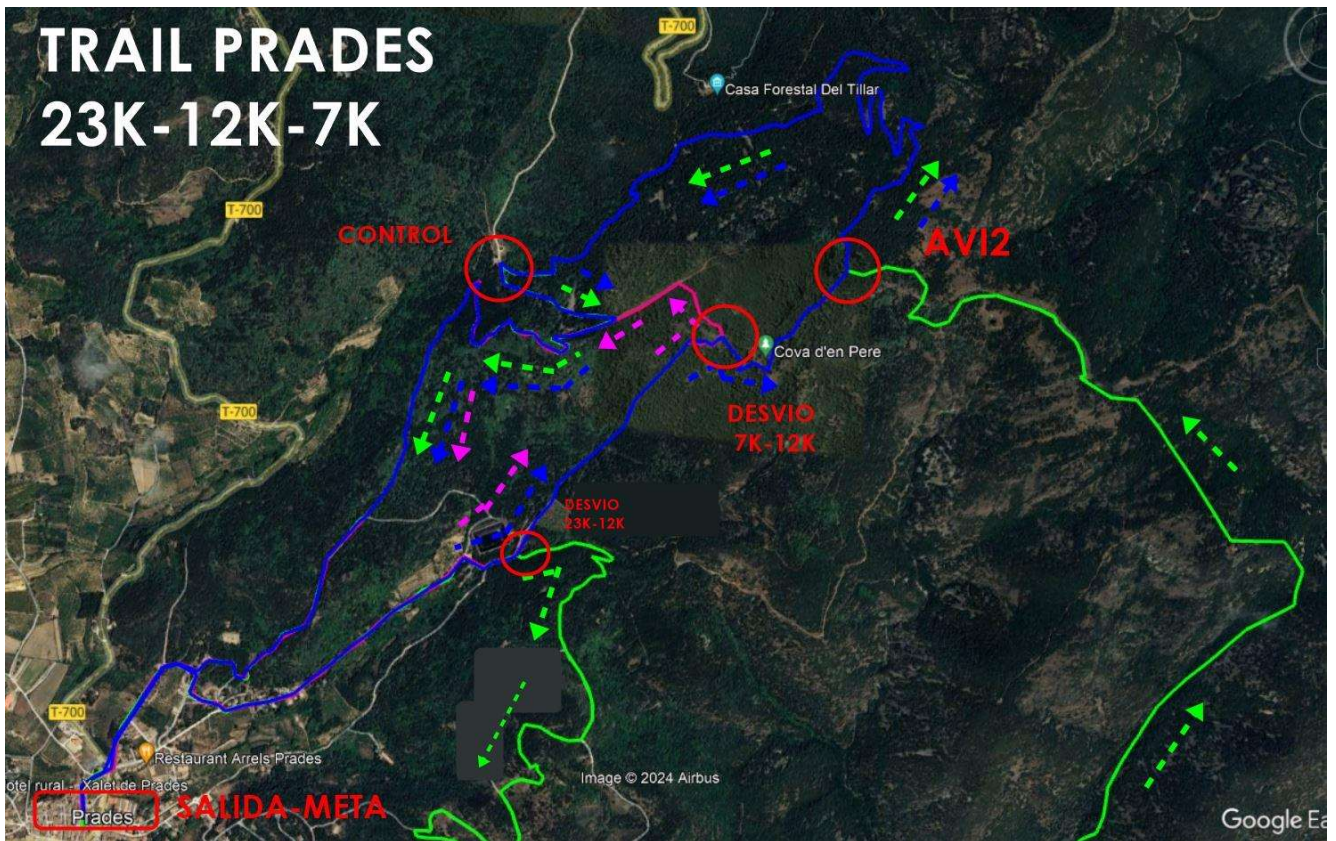 TRAIL PRADES
23K-12K-7K
T-700
Casa Forestal Del Tillar
T-700
CONTROL
AVI2
Cova d'en Pere
T-700
DESVIO
7K-12K
DESVIO
23K-12K
T-700
Restaurant Arrels Prades
otel rural - Xalet de Prades
Image © 2024 Airbus
Prades
SALIDA-META
Google Ea